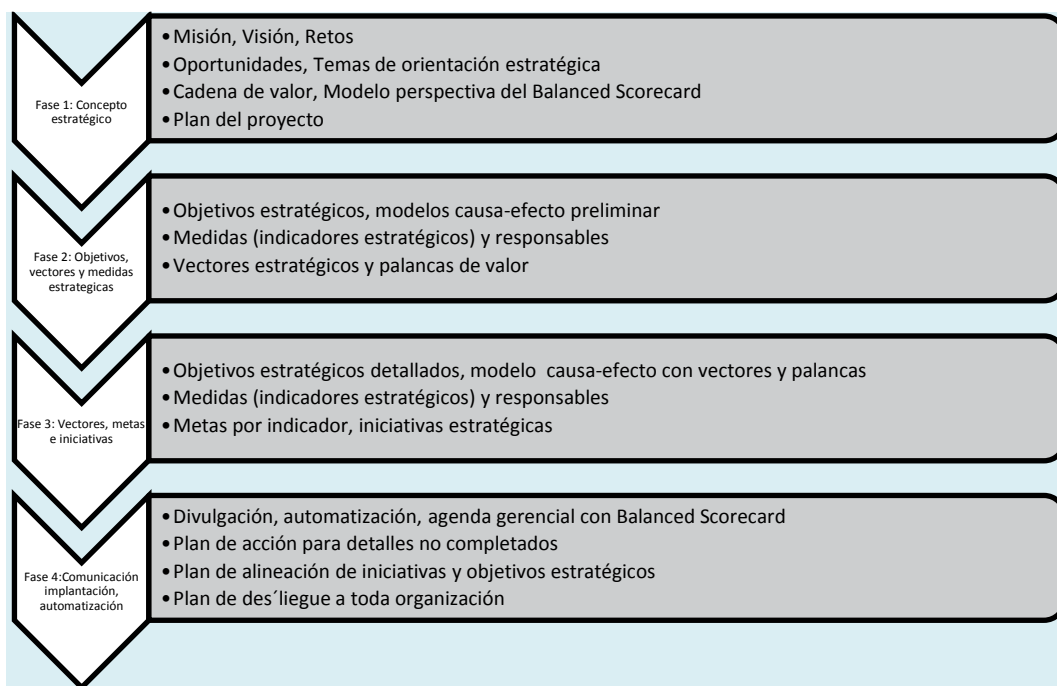 Fase 1: Concepto
estratégico
•Misión, Visión, Retos
•Oportunidades, Temas de orientación estratégica
•Cadena de valor, Modelo perspectiva del Balanced Scorecard
•Plan del proyecto
Fase 2: Objetivos,
vectores y medidas
estrategicas
•Objetivos estratégicos, modelos causa-efecto preliminar
•Medidas (indicadores estratégicos) y responsables
•Vectores estratégicos y palancas de valor
Fase 3: Vectores, metas
e iniciativas
•Objetivos estratégicos detallados, modelo causa-efecto con vectores y palancas
•Medidas (indicadores estratégicos) y responsables
•Metas por indicador, iniciativas estratégicas
Fase 4:Comunicación
implantación,
automatización
•Divulgación, automatización, agenda gerencial con Balanced Scorecard
•Plan de acción para detalles no completados
•Plan de alineación de iniciativas y objetivos estratégicos
•Plan de des´liegue a toda organización